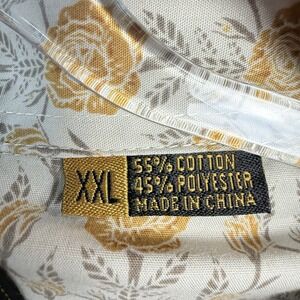 XXL
55% COTTON
45% POLYESTER
MADE IN CHINA